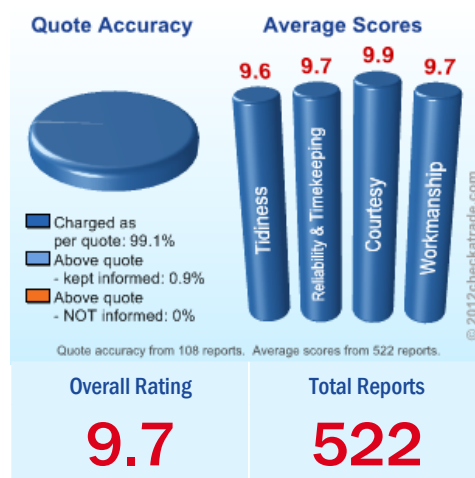 Quote Accuracy
Charged as
per quote: 99.1%
Above quote
- kept informed: 0.9%
Above quote
- NOT informed: 0%
Average Scores
9.6
9.7
9.9
9.7
Tidiness
Reliability & Timekeeping
Courtesy
Workmanship
© 2012checkatrade.com
Quote accuracy from 108 reports. Average scores from 522 reports.
Overall Rating
9.7
Total Reports
522